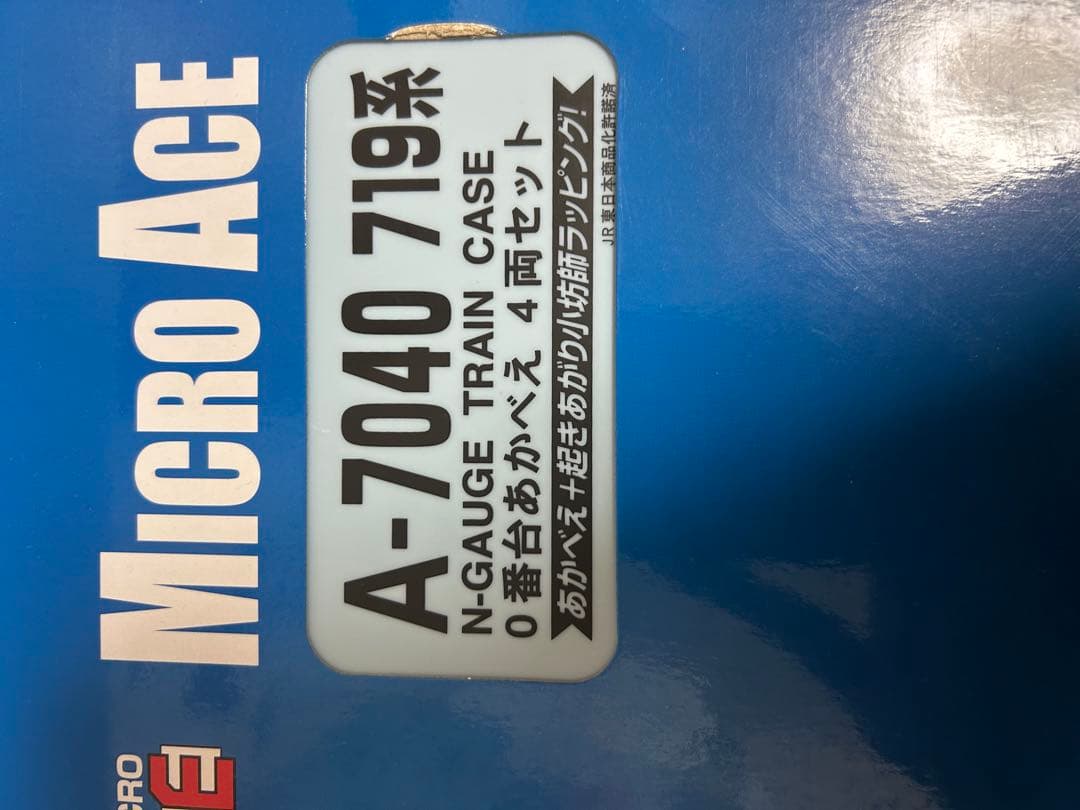 MICRO ACE
A-7040 719系
N-GAUGE TRAIN CASE
0番台あかべえ 4両セット
あかべえ+起きあがり小坊師ラッピング!
JR東日本商品化許諾済